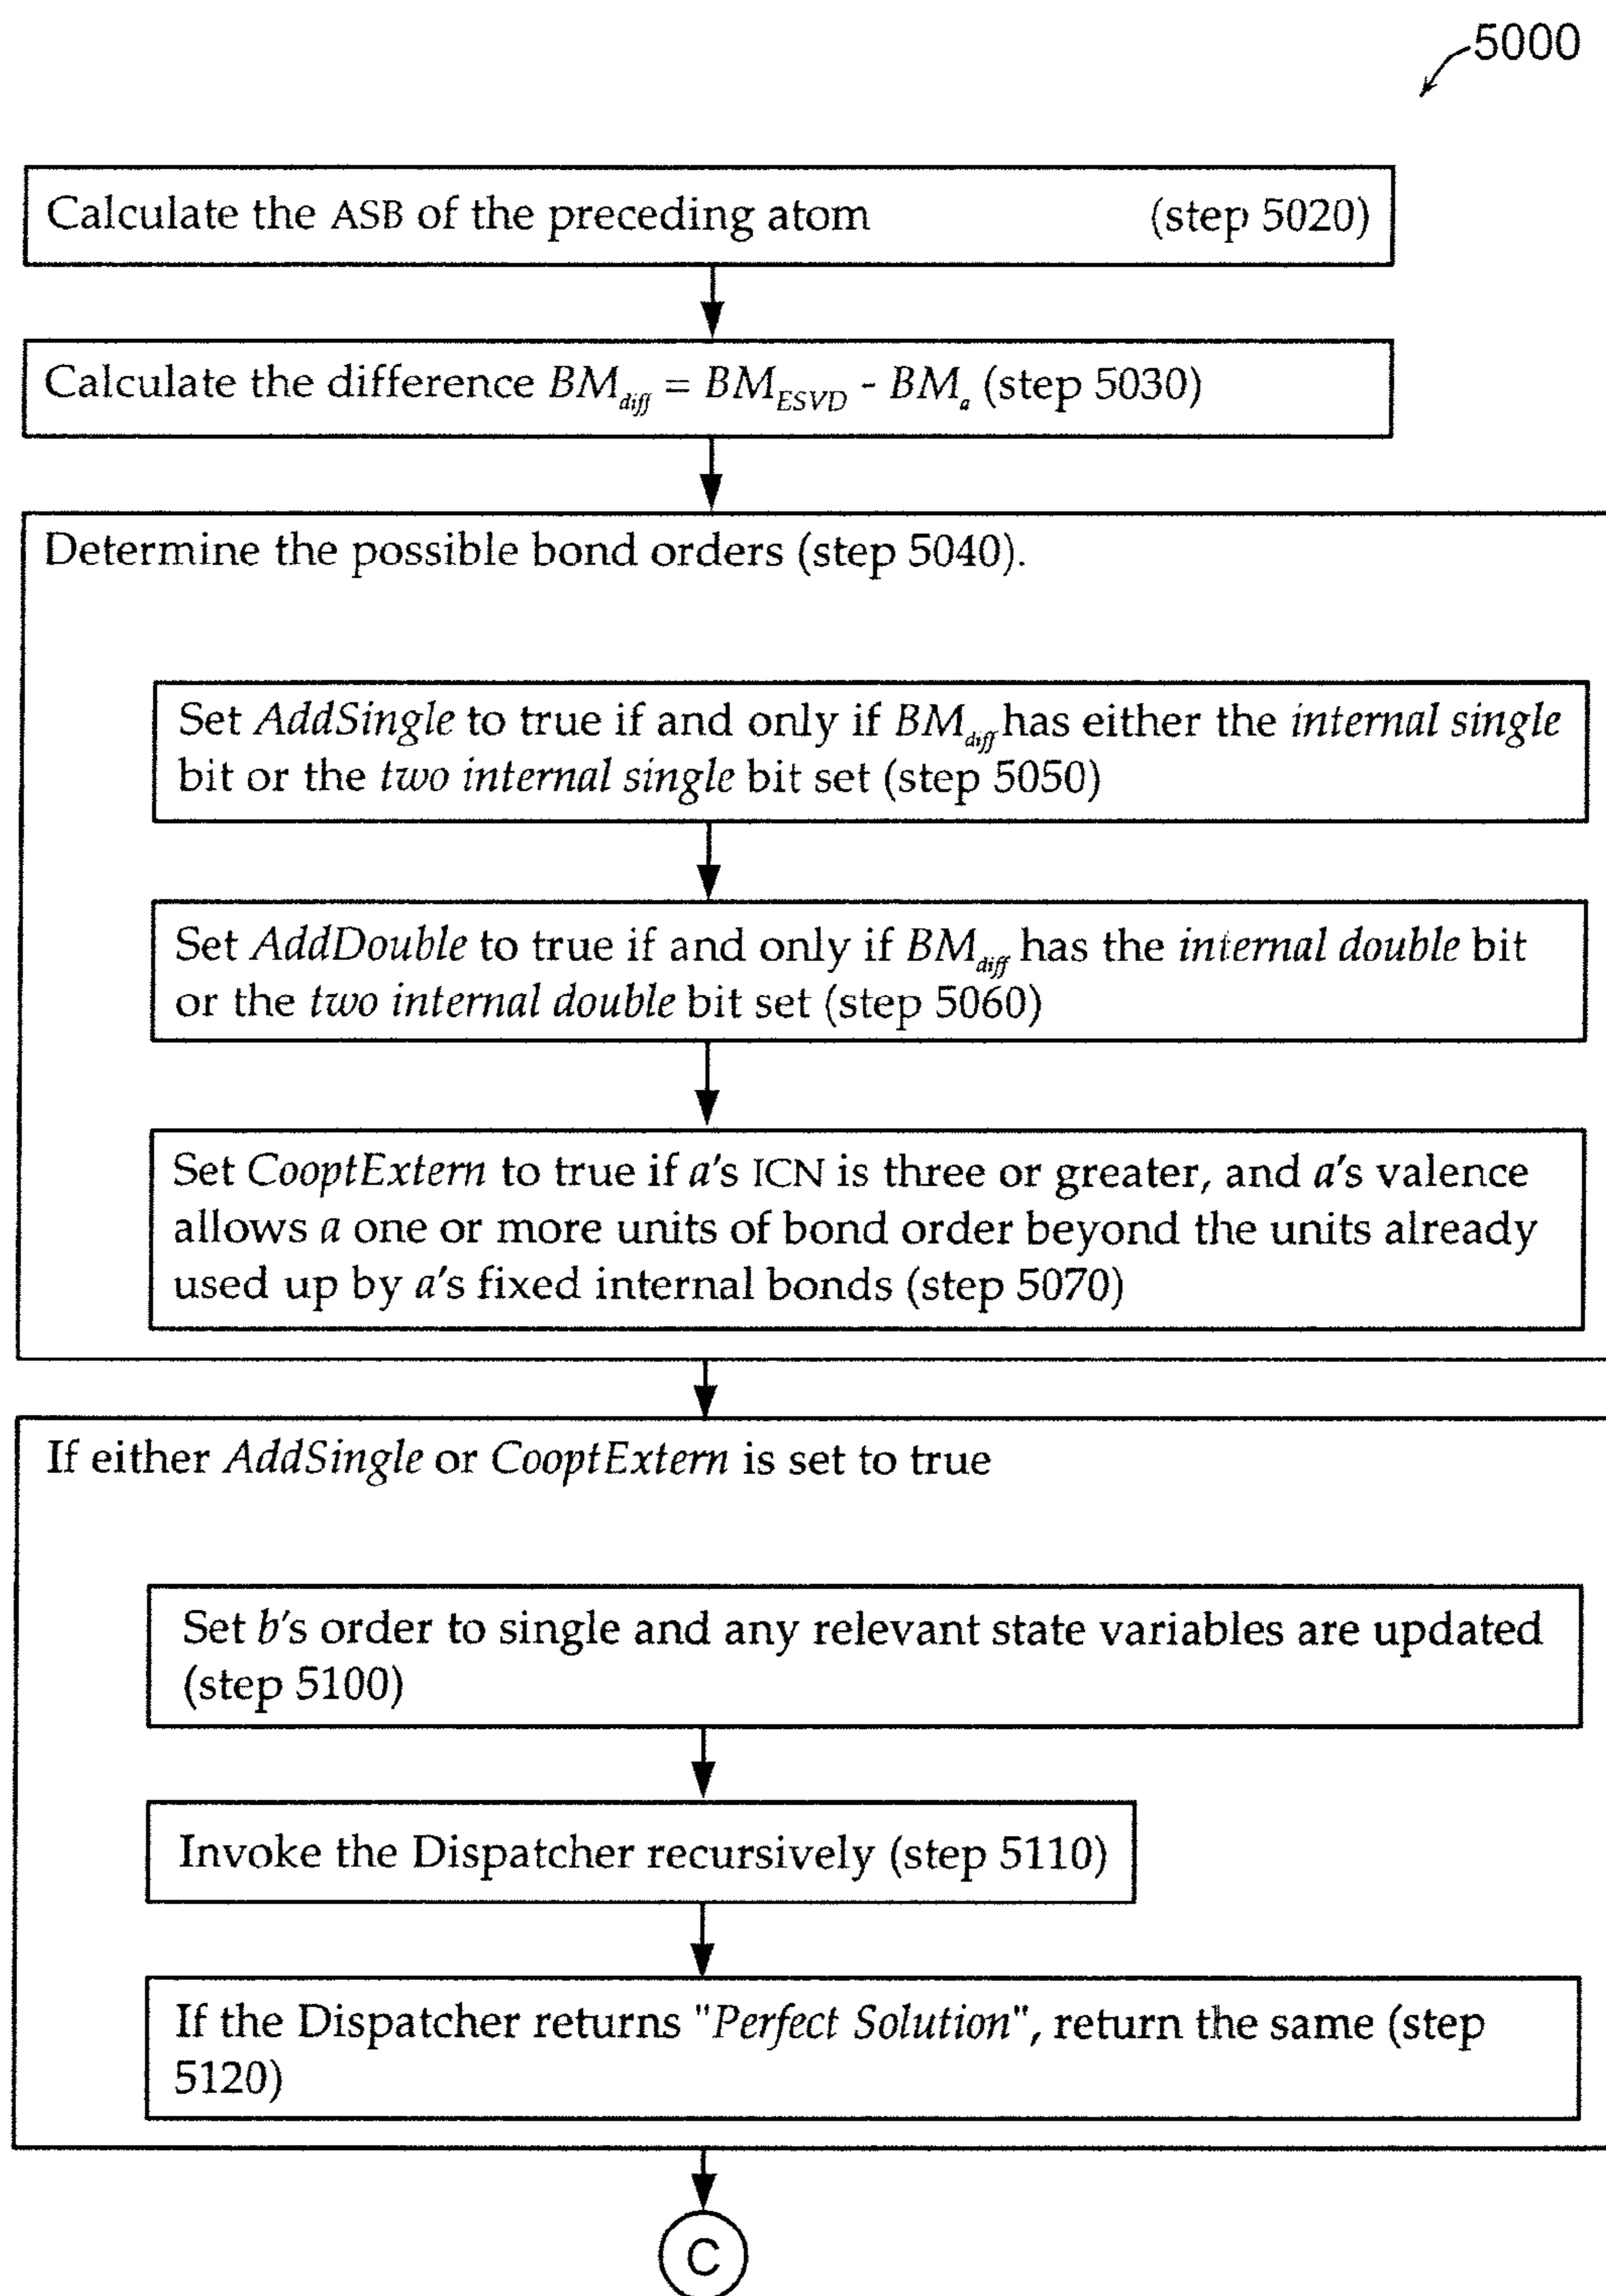 5000
Calculate the ASB of the preceding atom (step 5020)
Calculate the difference BM_diff = BM_ESVD - BM_a (step 5030)
Determine the possible bond orders (step 5040).
Set AddSingle to true if and only if BM_diff has either the internal single
bit or the two internal single bit set (step 5050)
Set AddDouble to true if and only if BM_diff has the internal double bit
or the two internal double bit set (step 5060)
Set CooptExtern to true if a's ICN is three or greater, and a's valence
allows a one or more units of bond order beyond the units already
used up by a's fixed internal bonds (step 5070)
If either AddSingle or CooptExtern is set to true
Set b's order to single and any relevant state variables are updated
(step 5100)
Invoke the Dispatcher recursively (step 5110)
If the Dispatcher returns "Perfect Solution", return the same (step
5120)
C